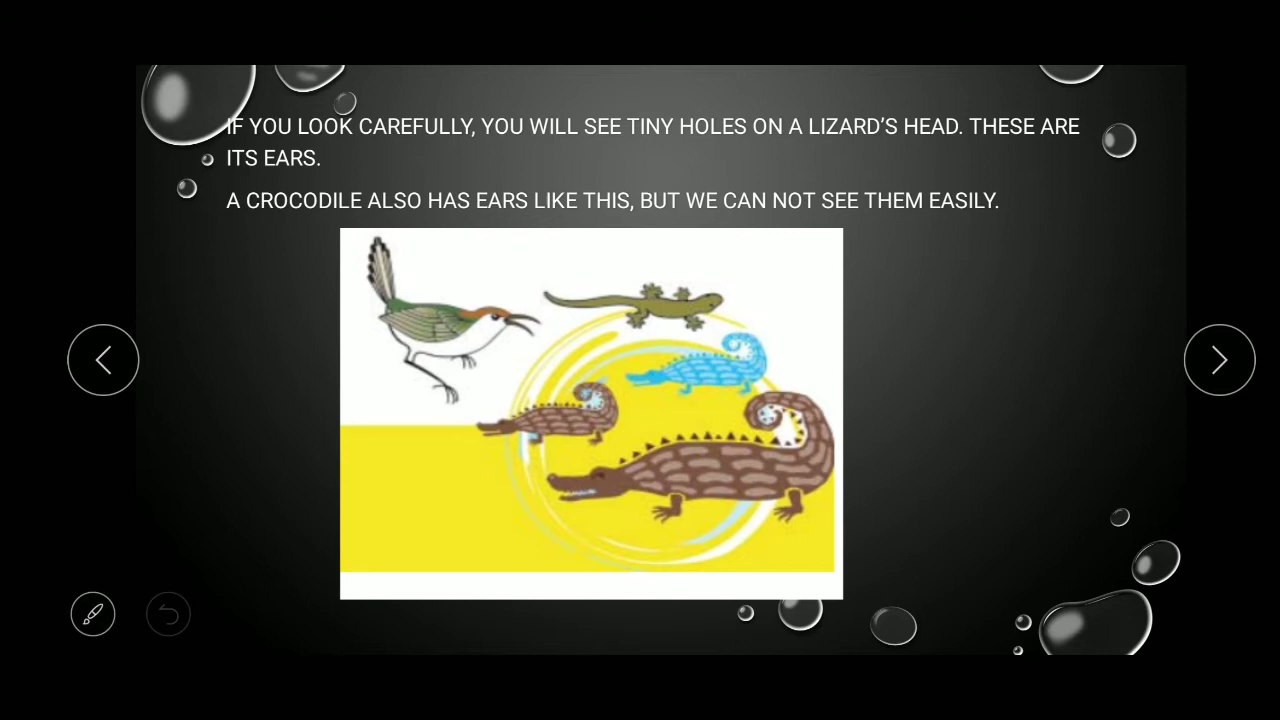 IF YOU LOOK CAREFULLY, YOU WILL SEE TINY HOLES ON A LIZARD’S HEAD. THESE ARE
ITS EARS.
A CROCODILE ALSO HAS EARS LIKE THIS, BUT WE CAN NOT SEE THEM EASILY.